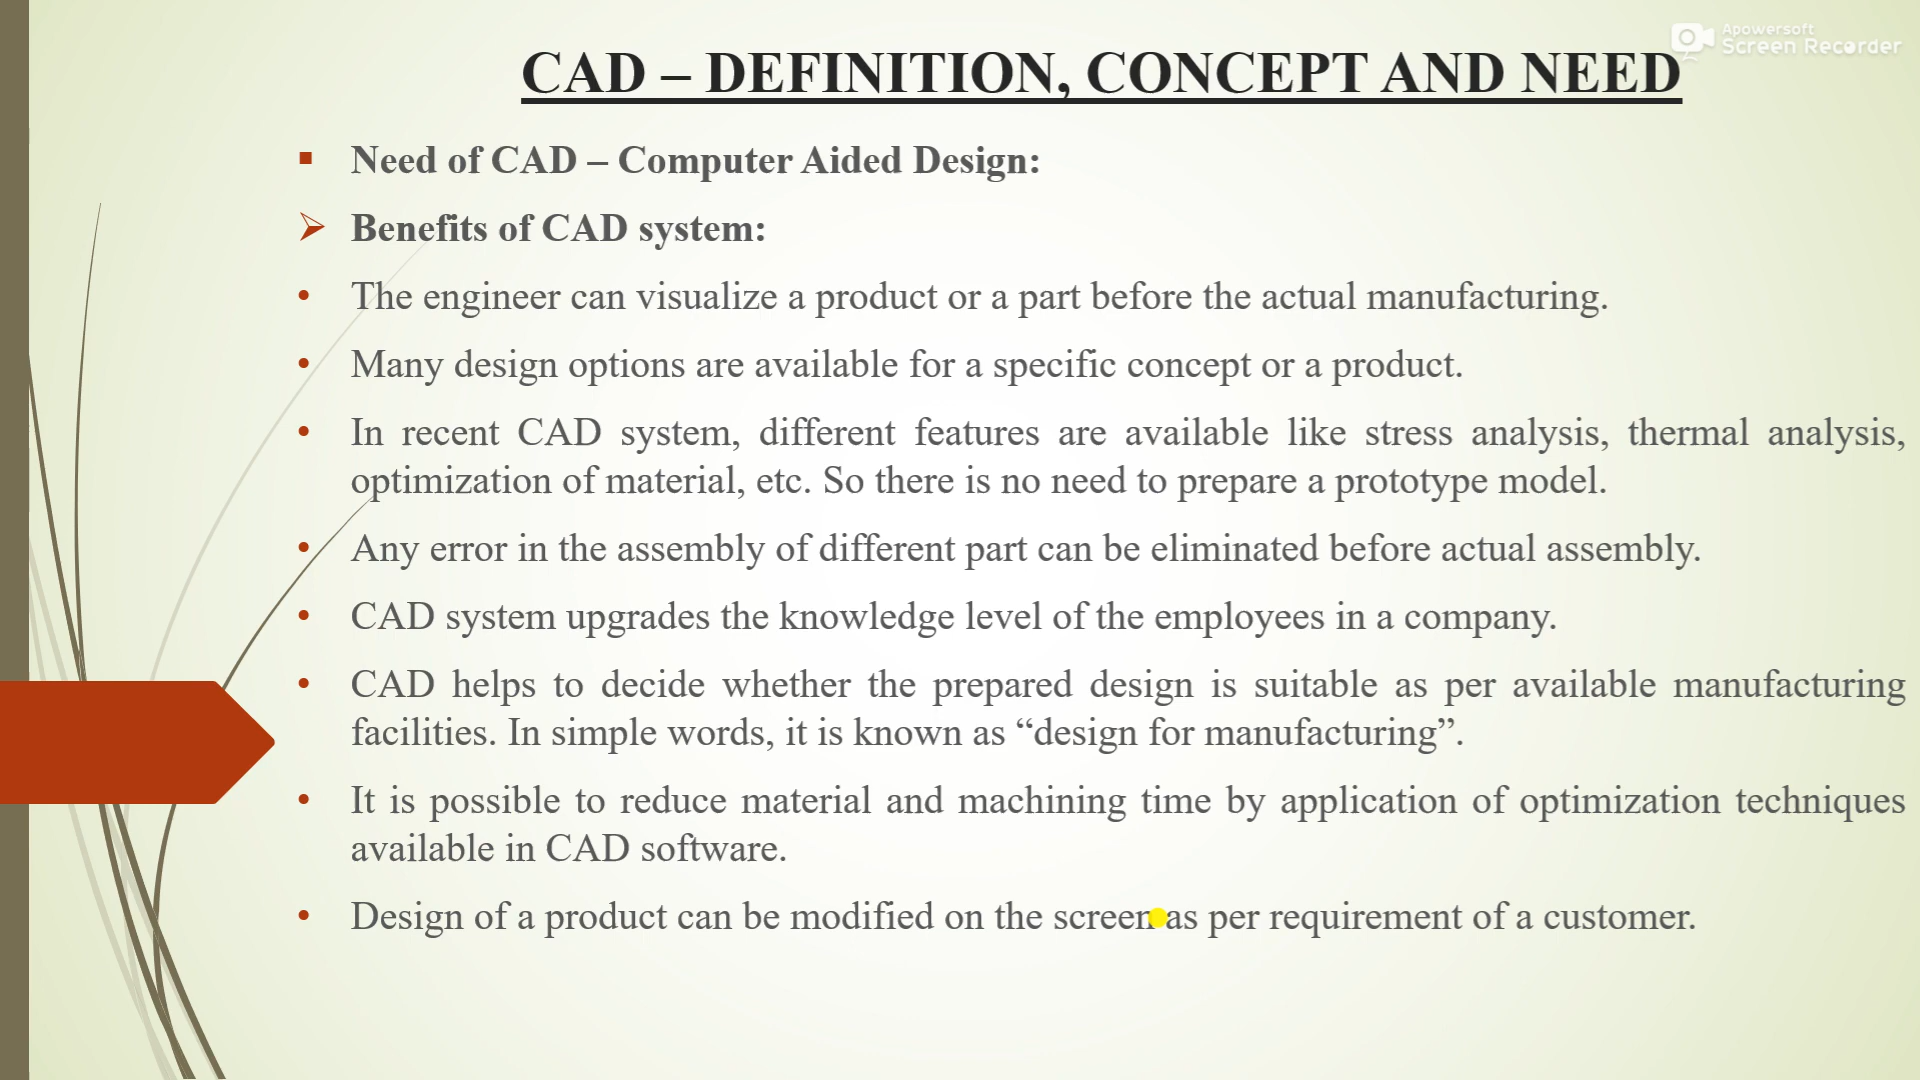 Apowersoft
Screen Recorder
CAD – DEFINITION, CONCEPT AND NEED
Need of CAD – Computer Aided Design:
Benefits of CAD system:
The engineer can visualize a product or a part before the actual manufacturing.
Many design options are available for a specific concept or a product.
In recent CAD system, different features are available like stress analysis, thermal analysis,
optimization of material, etc. So there is no need to prepare a prototype model.
Any error in the assembly of different part can be eliminated before actual assembly.
CAD system upgrades the knowledge level of the employees in a company.
CAD helps to decide whether the prepared design is suitable as per available manufacturing
facilities. In simple words, it is known as “design for manufacturing”.
It is possible to reduce material and machining time by application of optimization techniques
available in CAD software.
Design of a product can be modified on the screen as per requirement of a customer.